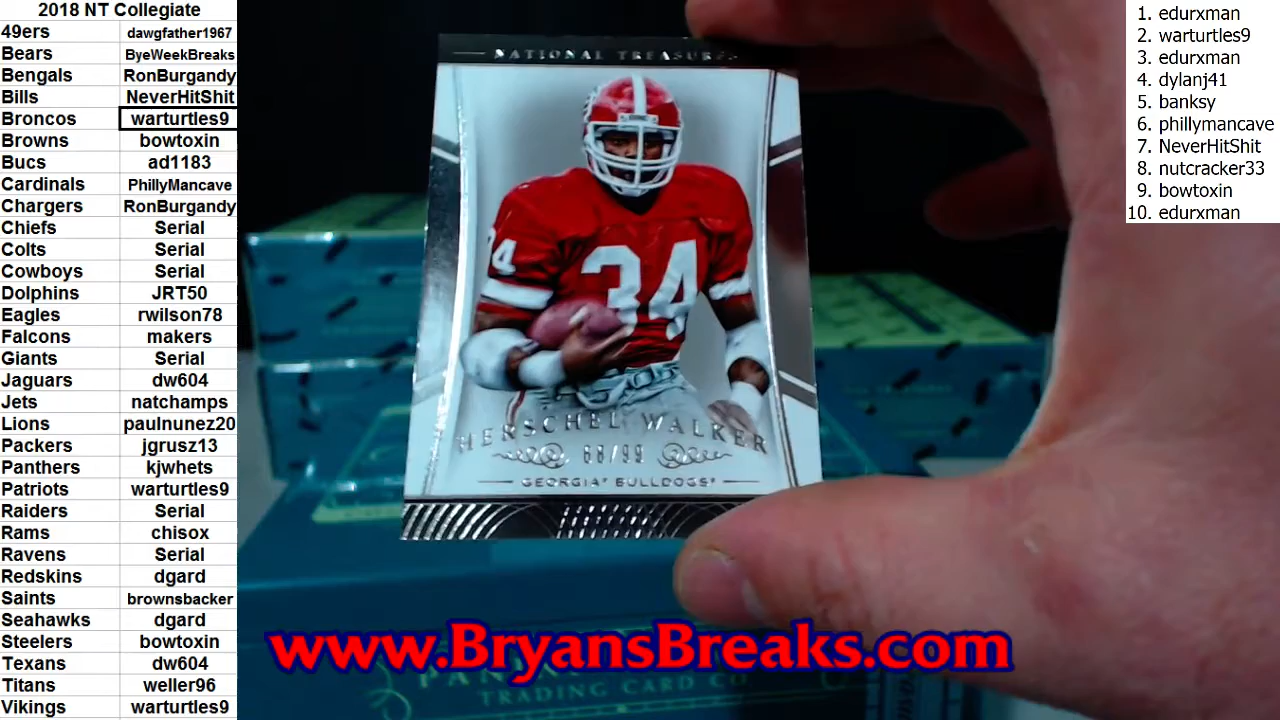 2018 NT Collegiate
49ers dawgfather1967
Bears ByeWeekBreaks
Bengals RonBurgandy
Bills NeverHitShit
Broncos warturtles9
Browns bowtoxin
Bucs ad1183
Cardinals PhillyMancave
Chargers RonBurgandy
Chiefs Serial
Colts Serial
Cowboys Serial
Dolphins JRT50
Eagles rwilson78
Falcons makers
Giants Serial
Jaguars dw604
Jets natchamps
Lions paulnunez20
Packers jgrusz13
Panthers kjwhets
Patriots warturtles9
Raiders Serial
Rams chisox
Ravens Serial
Redskins dgard
Saints brownsbacker
Seahawks dgard
Steelers bowtoxin
Texans dw604
Titans weller96
Vikings warturtles9
NATIONAL TREASURES
34
34
HERSCHEL WALKER
GEORGIA BULLDOGS
www.BryansBreaks.com
PANINI
TRADING CARD CO
1. edurxman
2. warturtles9
3. edurxman
4. dylanj41
5. banksy
6. phillymancave
7. NeverHitShit
8. nutcracker33
9. bowtoxin
10. edurxman